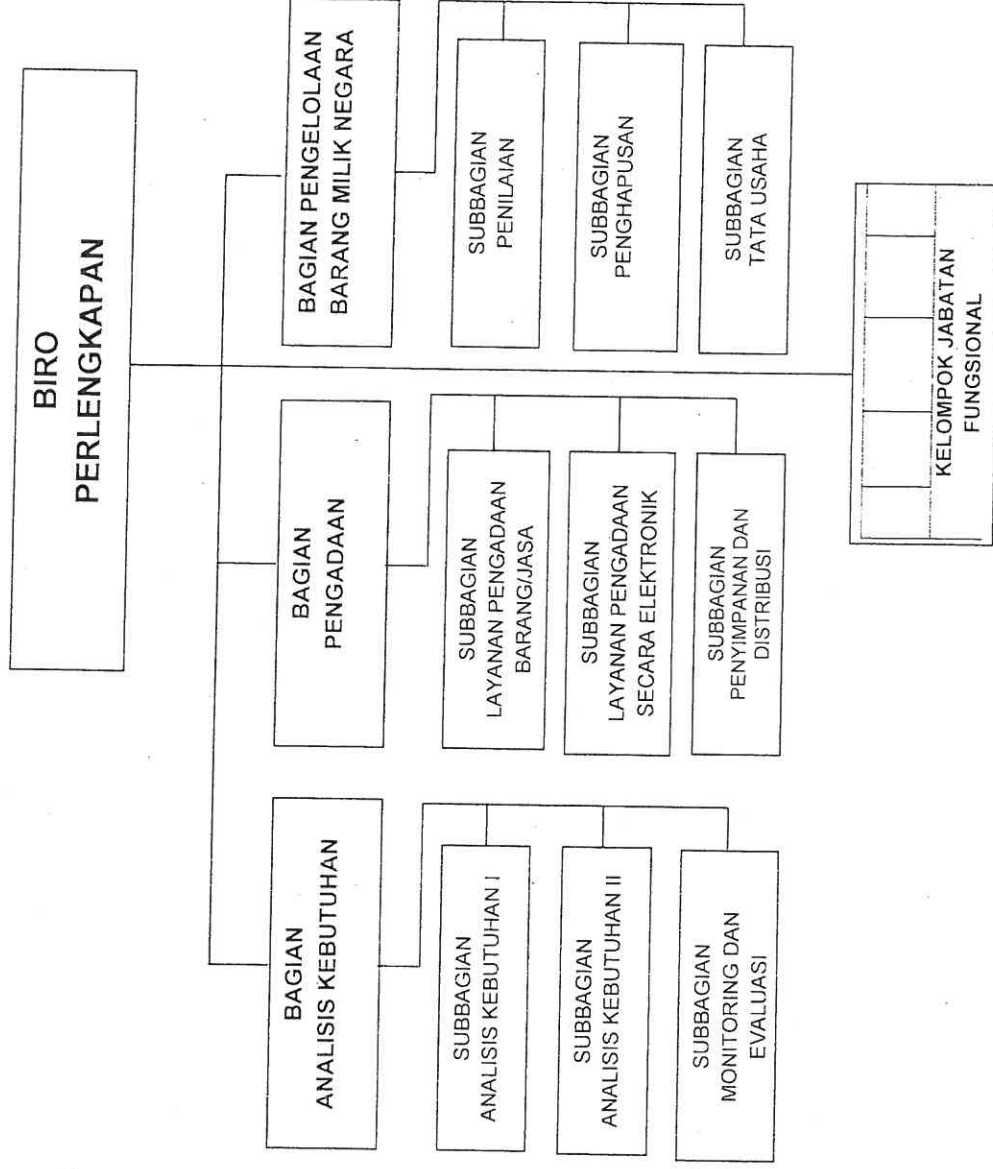 BIRO
PERLENGKAPAN
BAGIAN
ANALISIS KEBUTUHAN
SUBBAGIAN
ANALISIS KEBUTUHAN I
SUBBAGIAN
ANALISIS KEBUTUHAN II
SUBBAGIAN
MONITORING DAN
EVALUASI
BAGIAN
PENGADAAN
SUBBAGIAN
LAYANAN PENGADAAN
BARANG/JASA
SUBBAGIAN
LAYANAN PENGADAAN
SECARA ELEKTRONIK
SUBBAGIAN
PENYIMPANAN DAN
DISTRIBUSI
BAGIAN PENGELOLAAN
BARANG MILIK NEGARA
SUBBAGIAN
PENILAIAN
SUBBAGIAN
PENGHAPUSAN
SUBBAGIAN
TATA USAHA
KELOMPOK JABATAN
FUNGSIONAL